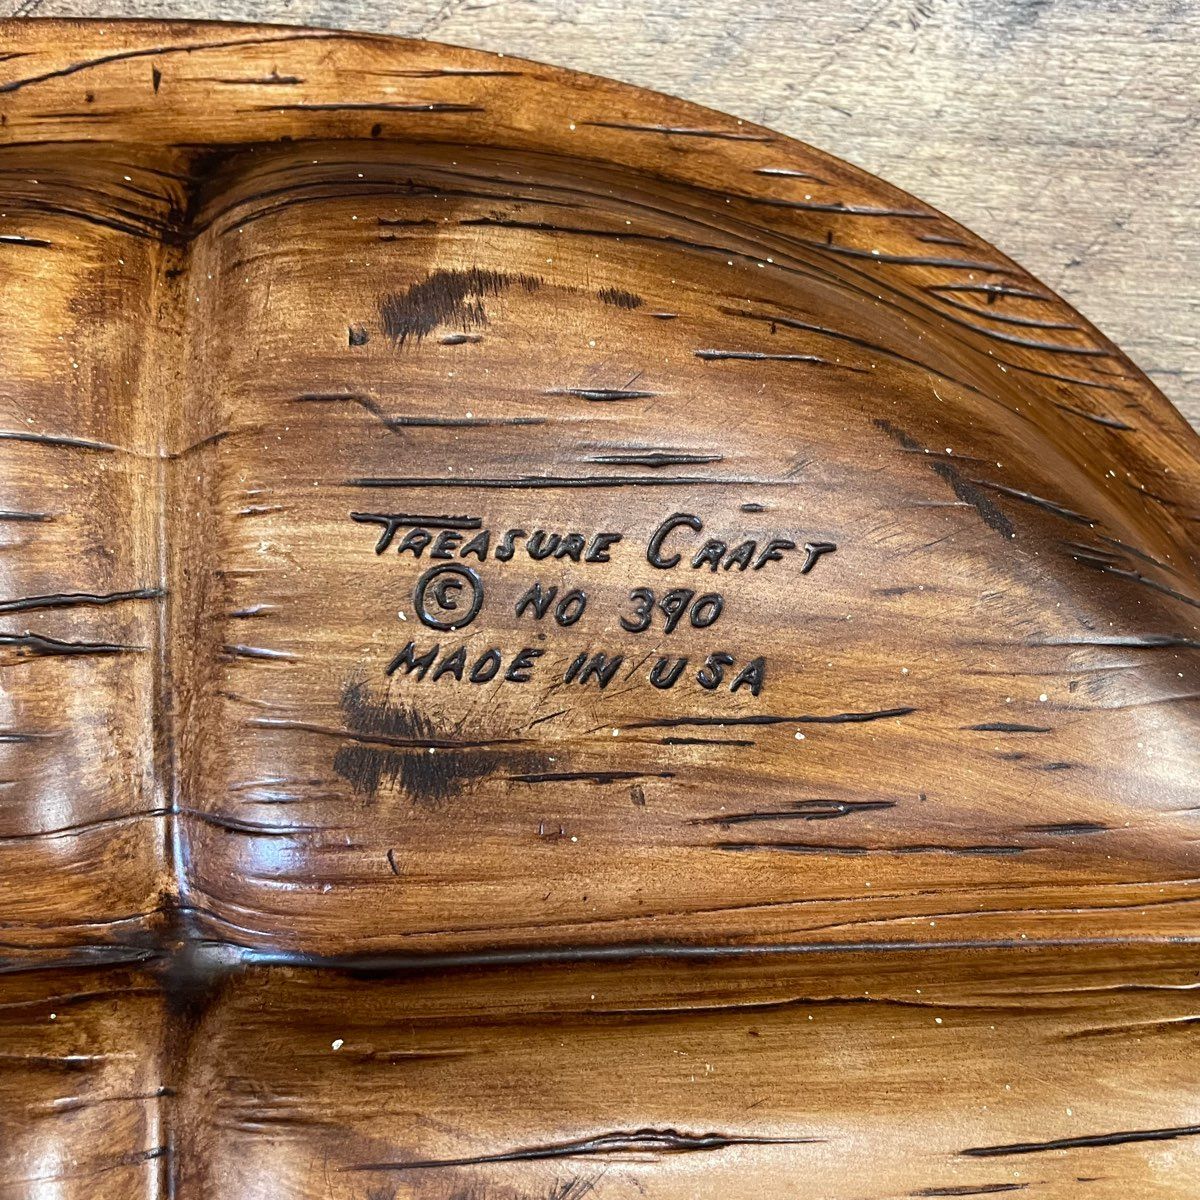 TREASURE CRAFT
© NO 390
MADE IN USA